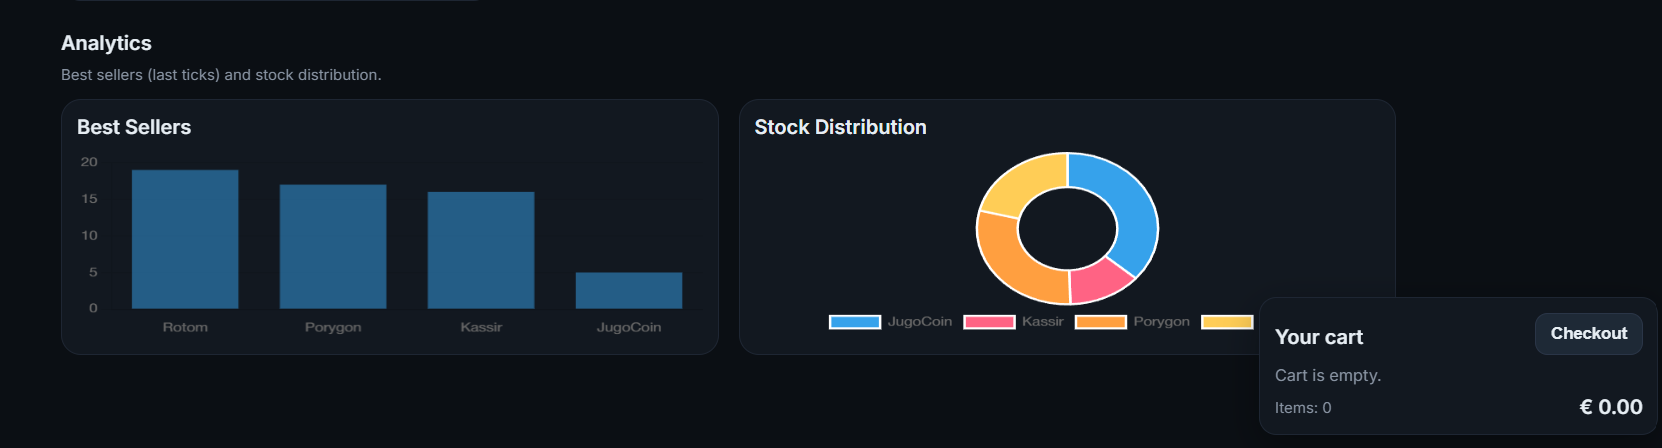 Analytics
Best sellers (last ticks) and stock distribution.
Best Sellers
20
15
10
5
0
Rotom Porygon Kassir JugoCoin
Stock Distribution
JugoCoin Kassir Porygon
Your cart
Checkout
Cart is empty.
Items: 0
€ 0.00